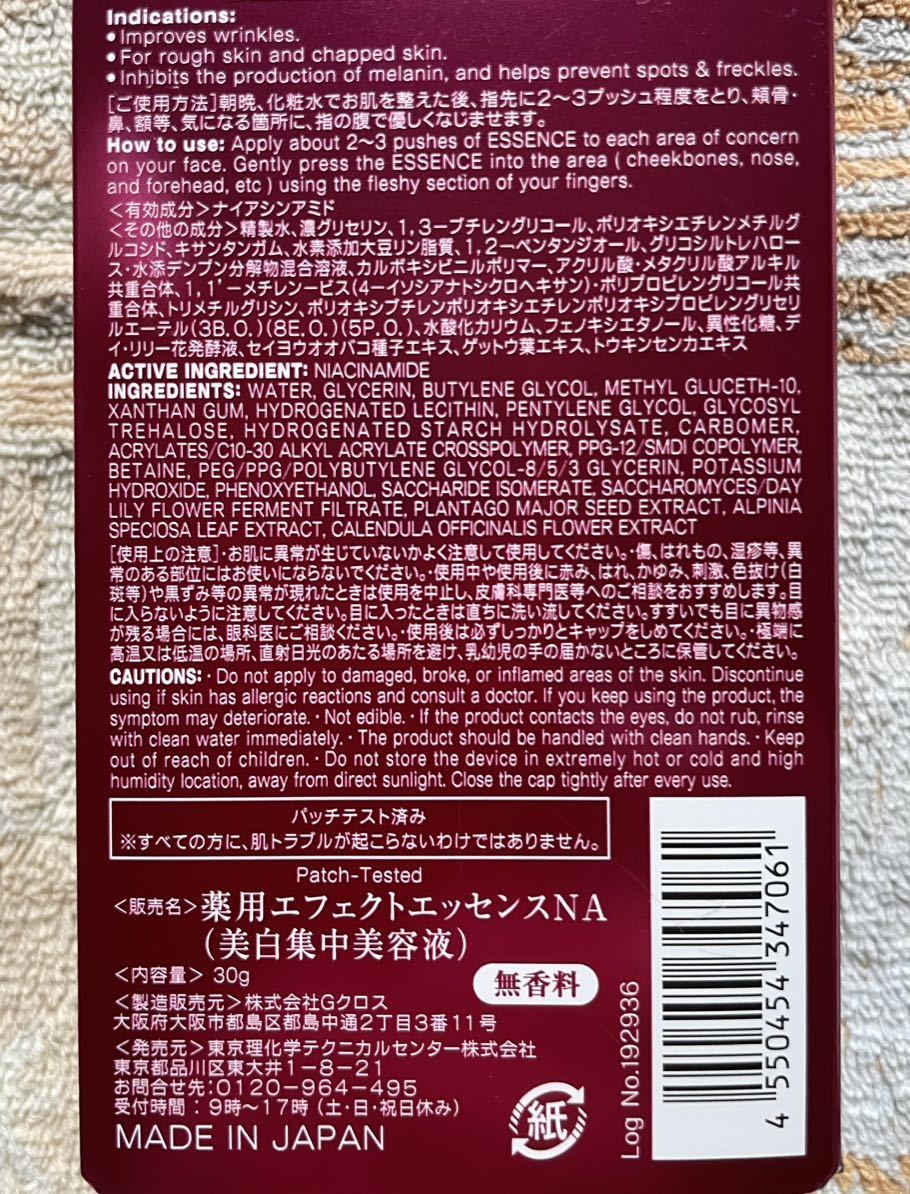 Indications:
•Improves wrinkles.
•For rough skin and chapped skin.
•Inhibits the production of melanin, and helps prevent spots & freckles.
[ご使用方法]朝晩、化粧水でお肌を整えた後、指先に2〜3プッシュ程度をとり、頬骨・
鼻、額等、気になる箇所に、指の腹で優しくなじませます。
How to use: Apply about 2~3 pushes of ESSENCE to each area of concern
on your face. Gently press the ESSENCE into the area ( cheekbones, nose,
and forehead, etc ) using the fleshy section of your fingers.
<有効成分>ナイアシンアミド
<その他の成分>精製水、濃グリセリン、1,3ーブチレングリコール、ポリオキシエチレンメチルグ
ルコシド、キサンタンガム、水素添加大豆リン脂質、1,2ーペンタンジオール、グリコシルトレハロー
ス・水添デンプン分解物混合溶液、カルボキシビニルポリマー、アクリル酸・メタクリル酸アルキル
共重合体、1,1'ーメチレンービス(4ーイソシアナトシクロヘキサン)・ポリプロピレングリコール共
重合体、トリメチルグリシン、ポリオキシブチレンポリオキシエチレンポリオキシプロピレングリセリ
ルエーテル(3B.O.)(8E.O.)(5P.O.)、水酸化カリウム、フェノキシエタノール、異性化糖、デ
イ・リリー花発酵液、セイヨウオオバコ種子エキス、ゲットウ葉エキス、トウキンセンカエキス
ACTIVE INGREDIENT: NIACINAMIDE
INGREDIENTS: WATER, GLYCERIN, BUTYLENE GLYCOL, METHYL GLUCETH-10,
XANTHAN GUM, HYDROGENATED LECITHIN, PENTYLENE GLYCOL, GLYCOSYL
TREHALOSE, HYDROGENATED STARCH HYDROLYSATE, CARBOMER,
ACRYLATES/C10-30 ALKYL ACRYLATE CROSSPOLYMER, PPG-12/SMDI COPOLYMER,
BETAINE, PEG/PPG/POLYBUTYLENE GLYCOL-8/5/3 GLYCERIN, POTASSIUM
HYDROXIDE, PHENOXYETHANOL, SACCHARIDE ISOMERATE, SACCHAROMYCES/DAY
LILY FLOWER FERMENT FILTRATE, PLANTAGO MAJOR SEED EXTRACT, ALPINIA
SPECIOSA LEAF EXTRACT, CALENDULA OFFICINALIS FLOWER EXTRACT
[使用上の注意]・お肌に異常が生じていないかよく注意して使用してください。・傷、はれもの、湿疹等、異
常のある部位にはお使いにならないでください。・使用中や使用後に赤み、はれ、かゆみ、刺激、色抜け(白
斑等)や黒ずみ等の異常が現れたときは使用を中止し、皮膚科専門医等へのご相談をおすすめします。目
に入らないように注意してください。目に入ったときは直ちに洗い流してください。すすいでも目に異物感
が残る場合には、眼科医にご相談ください。・使用後は必ずしっかりとキャップをしめてください。・極端に
高温又は低温の場所、直射日光のあたる場所を避け、乳幼児の手の届かないところに保管してください。
CAUTIONS: · Do not apply to damaged, broke, or inflamed areas of the skin. Discontinue
using if skin has allergic reactions and consult a doctor. If you keep using the product, the
symptom may deteriorate. · Not edible. · If the product contacts the eyes, do not rub, rinse
with clean water immediately. · The product should be handled with clean hands. · Keep
out of reach of children. · Do not store the device in extremely hot or cold and high
humidity location, away from direct sunlight. Close the cap tightly after every use.
パッチテスト済み
※すべての方に、肌トラブルが起こらないわけではありません。
Patch-Tested
<販売名>薬用エフェクトエッセンスNA
(美白集中美容液)
<内容量> 30g
無香料
<製造販売元>株式会社Gクロス
大阪府大阪市都島区都島中通2丁目3番11号
<発売元>東京理化学テクニカルセンター株式会社
東京都品川区東大井1-8-21
お問合せ先:0120-964-495
受付時間：9時〜17時(土・日・祝日休み)
MADE IN JAPAN
紙
Log No.192936
4 550454 347061